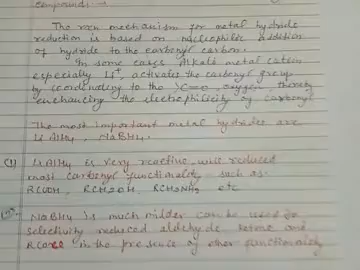 compounds →
The main mechanism for metal hydride
reduction is based on nucleophilic addition
of hydride to the carbonyl carbon.
In some cases Alkali metal cation
especially Li+, activates the carbonyl group
by coordinating to the >C=O, oxygen, thereby
enhancing the electrophilicity of carbonyl
The most important metal hydrides are
LiAlH4, NaBH4.
(i) LiAlH4 is very reactive, will reduced
most carbonyl functionality, such as
RCOOH, RCH2OH, RCH2NH2 etc
NaBH4 is much milder can be used to
selectivity reduced aldehyde, ketone and
in the presence of other functionality